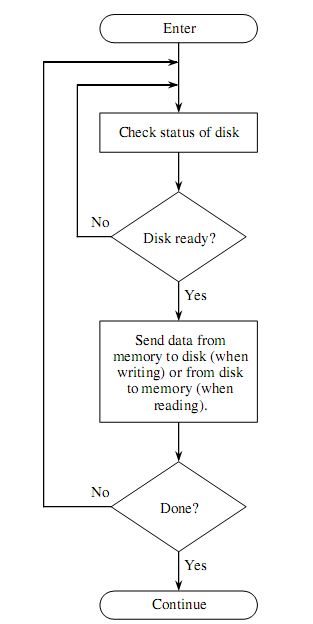 Enter
Check status of disk
No
Disk ready?
Yes
Send data from
memory to disk (when
writing) or from disk
to memory (when
reading).
No
Done?
Yes
Continue